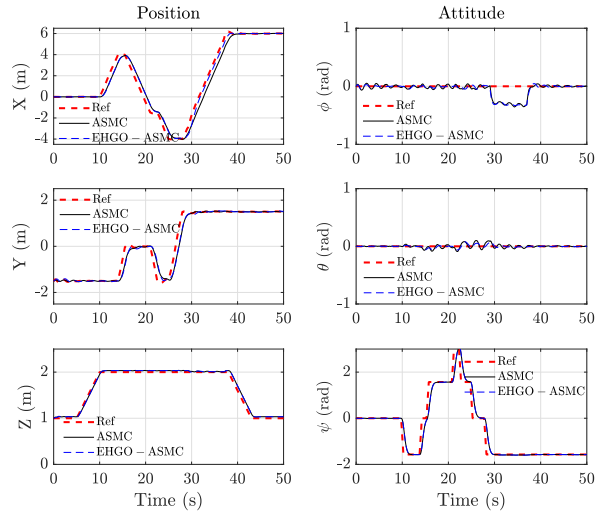 Position
Attitude
X (m)
6
4
2
0
-2
-4
Ref
ASMC
EHGO − ASMC
0 10 20 30 40 50
ϕ (rad)
1
0
-1
Ref
ASMC
EHGO − ASMC
0 10 20 30 40 50
Y (m)
2
0
-2
Ref
ASMC
EHGO − ASMC
0 10 20 30 40 50
θ (rad)
1
0
-1
Ref
ASMC
EHGO − ASMC
0 10 20 30 40 50
Z (m)
2
1
0
Ref
ASMC
EHGO − ASMC
0 10 20 30 40 50
Time (s)
ψ (rad)
2
0
-2
Ref
ASMC
EHGO − ASMC
0 10 20 30 40 50
Time (s)